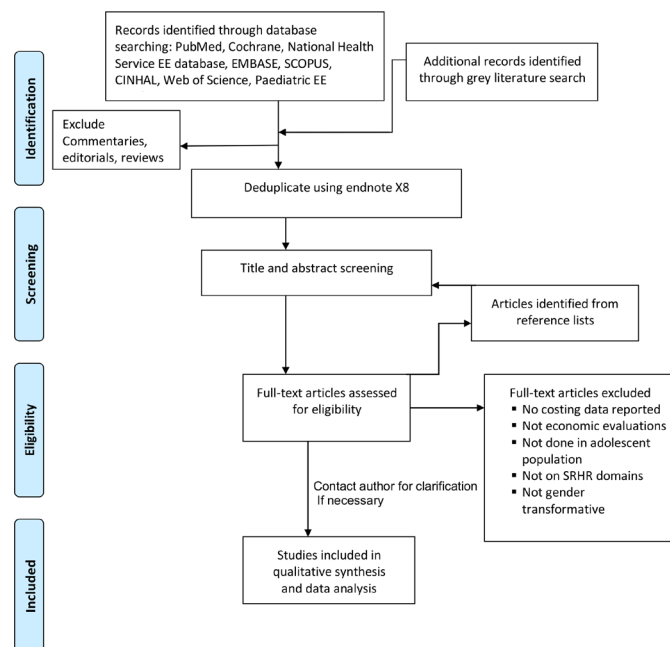 Records identified through database
searching: PubMed, Cochrane, National Health
Service EE database, EMBASE, SCOPUS,
CINHAL, Web of Science, Paediatric EE
Additional records identified
through grey literature search
Identification
Exclude
Commentaries,
editorials, reviews
Deduplicate using endnote X8
Screening
Title and abstract screening
Articles identified from
reference lists
Eligibility
Full-text articles assessed
for eligibility
Full-text articles excluded
▪ No costing data reported
▪ Not economic evaluations
▪ Not done in adolescent
population
▪ Not on SRHR domains
▪ Not gender
transformative
Contact author for clarification
If necessary
Included
Studies included in
qualitative synthesis
and data analysis